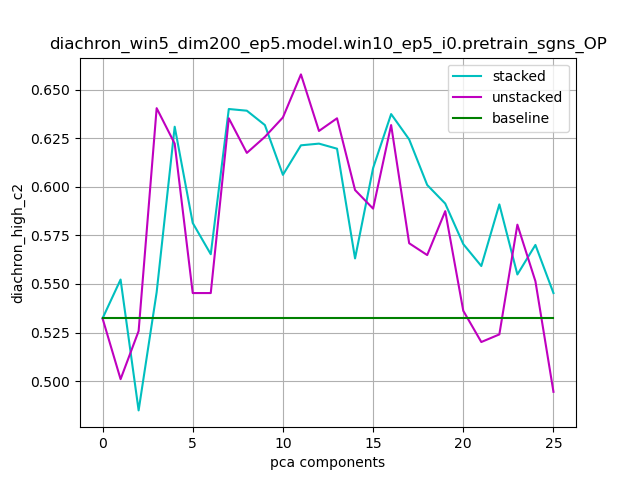 diachron_win5_dim200_ep5.model.win10_ep5_i0.pretrain_sgns_OP
stacked
unstacked
baseline
diachron_high_c2
0.650
0.625
0.600
0.575
0.550
0.525
0.500
0
5
10
15
20
25
pca components